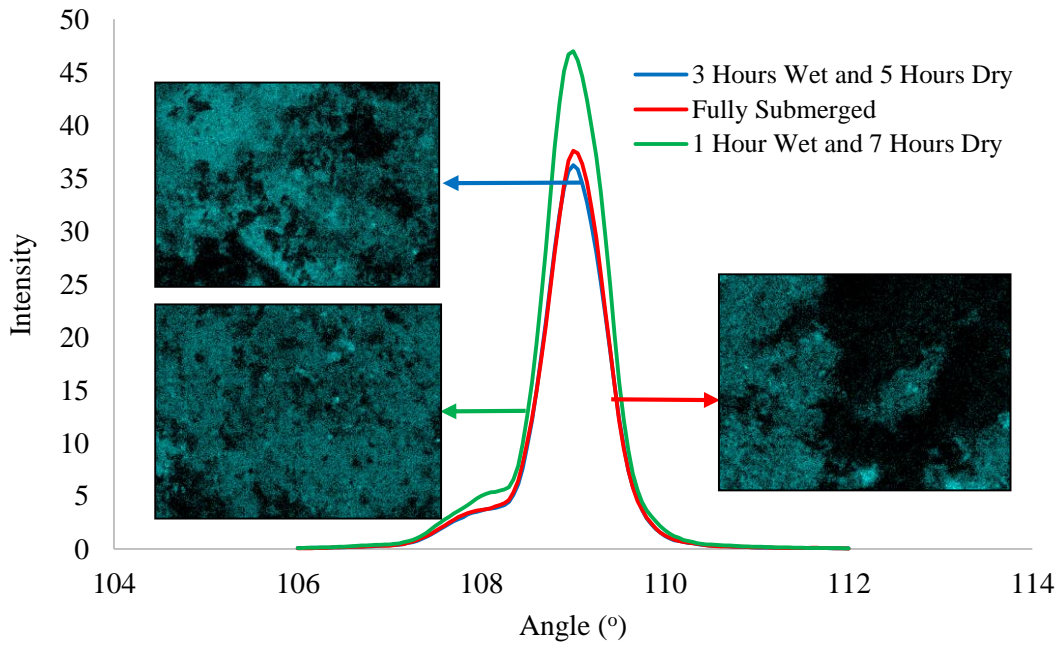 50
45
40
35
30
25
20
15
10
5
0
Intensity
3 Hours Wet and 5 Hours Dry
Fully Submerged
1 Hour Wet and 7 Hours Dry
104 106 108 110 112 114
Angle (º)